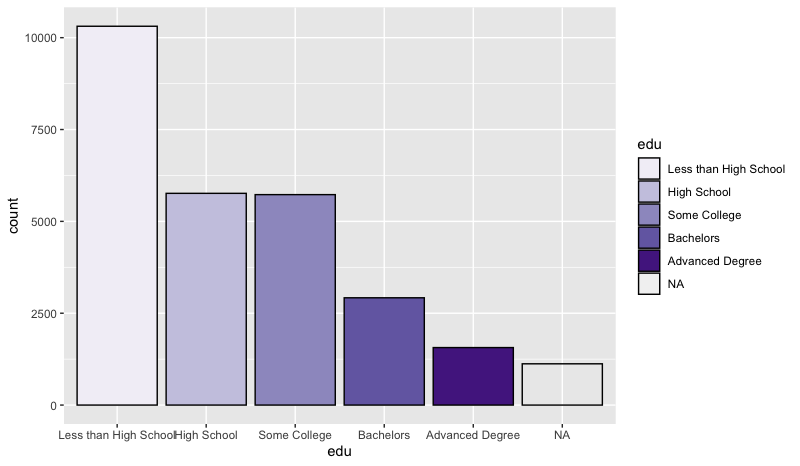 10000
7500
5000
2500
0
count
Less than High School
High School
Some College
Bachelors
Advanced Degree
NA
edu
edu
Less than High School
High School
Some College
Bachelors
Advanced Degree
NA